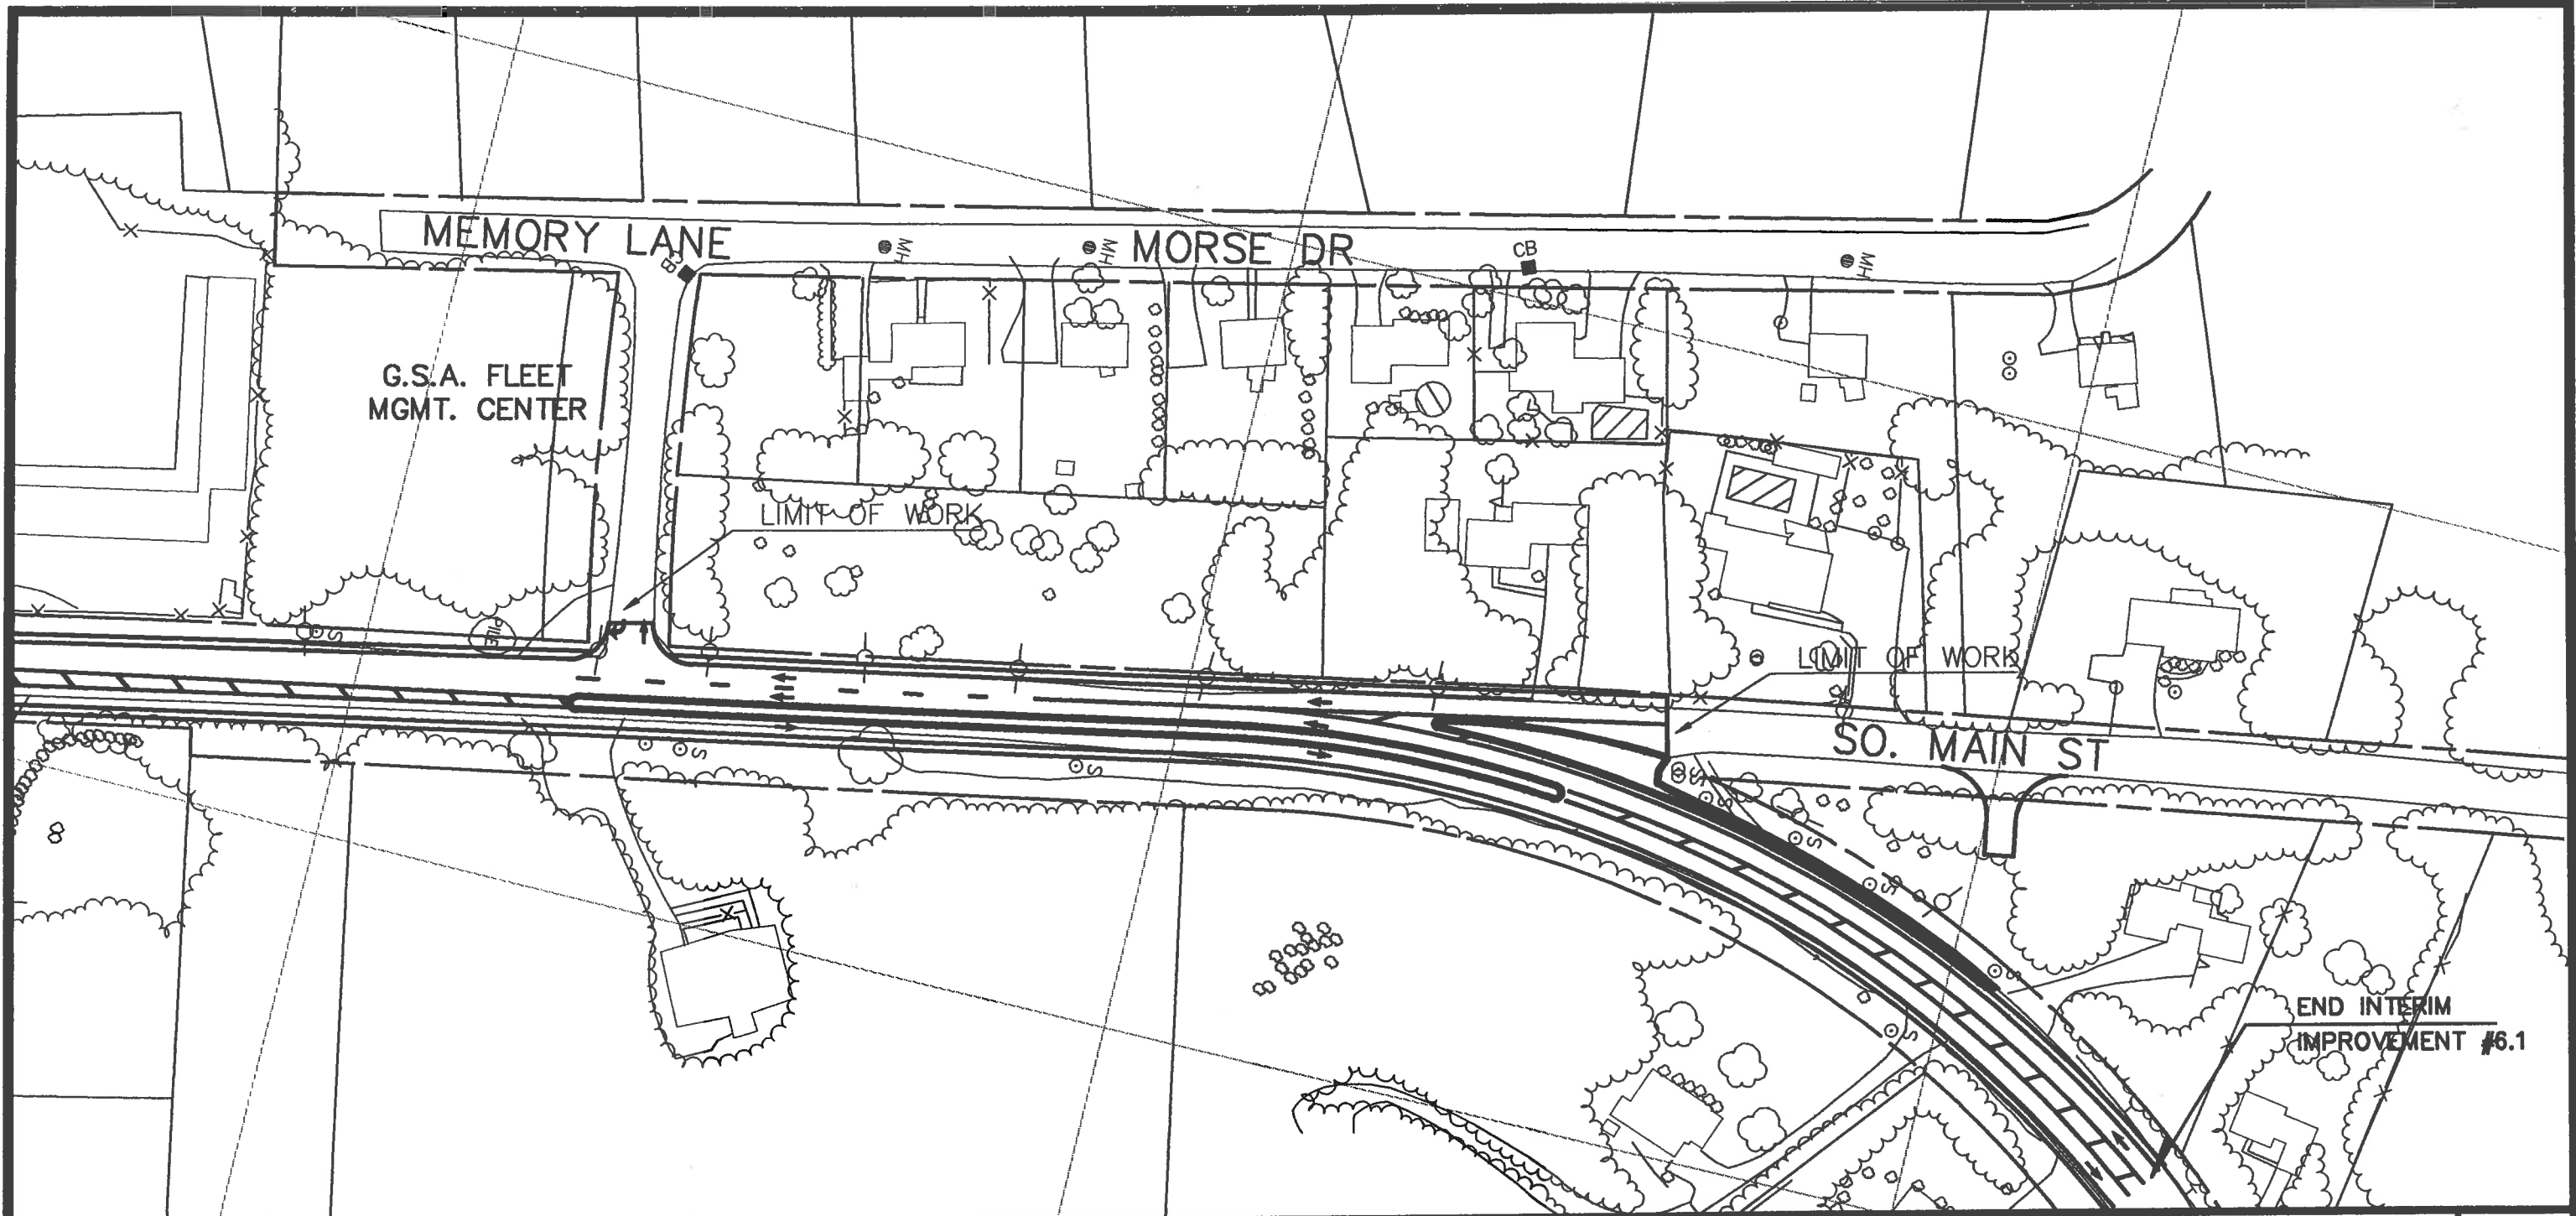 MEMORY LANE
MORSE DR
MH
MH
CB
MH
G.S.A. FLEET
MGMT. CENTER
LIMIT OF WORK
LIMIT OF WORK
SO. MAIN ST
S
S
S
S
S
S
S
S
S
END INTERIM
IMPROVEMENT #6.1